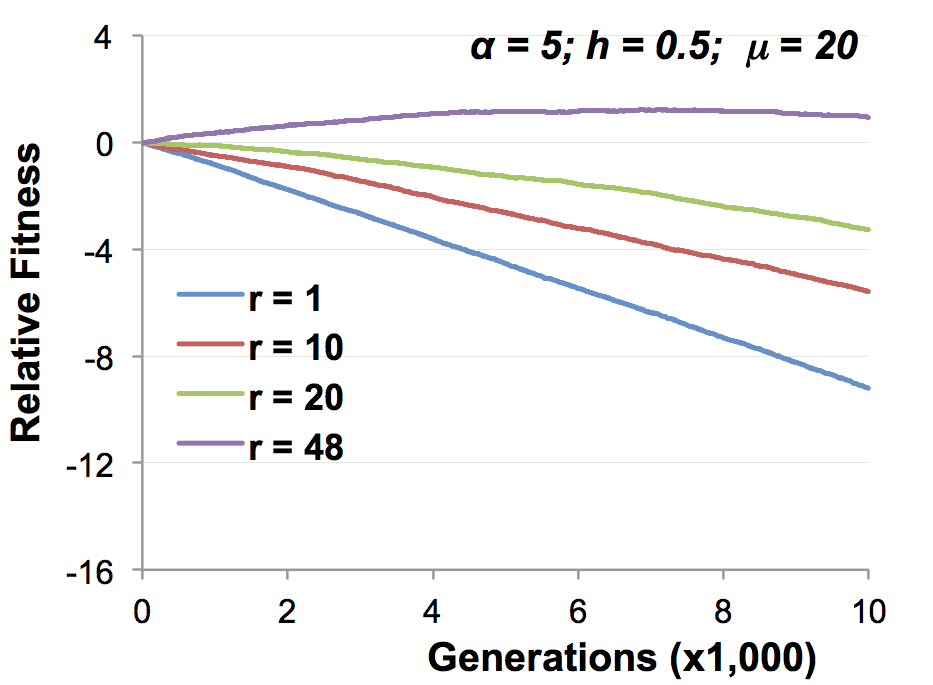 α = 5; h = 0.5; μ = 20
4
0
-4
-8
-12
-16
Relative Fitness
r = 1
r = 10
r = 20
r = 48
0 2 4 6 8 10
Generations (x1,000)